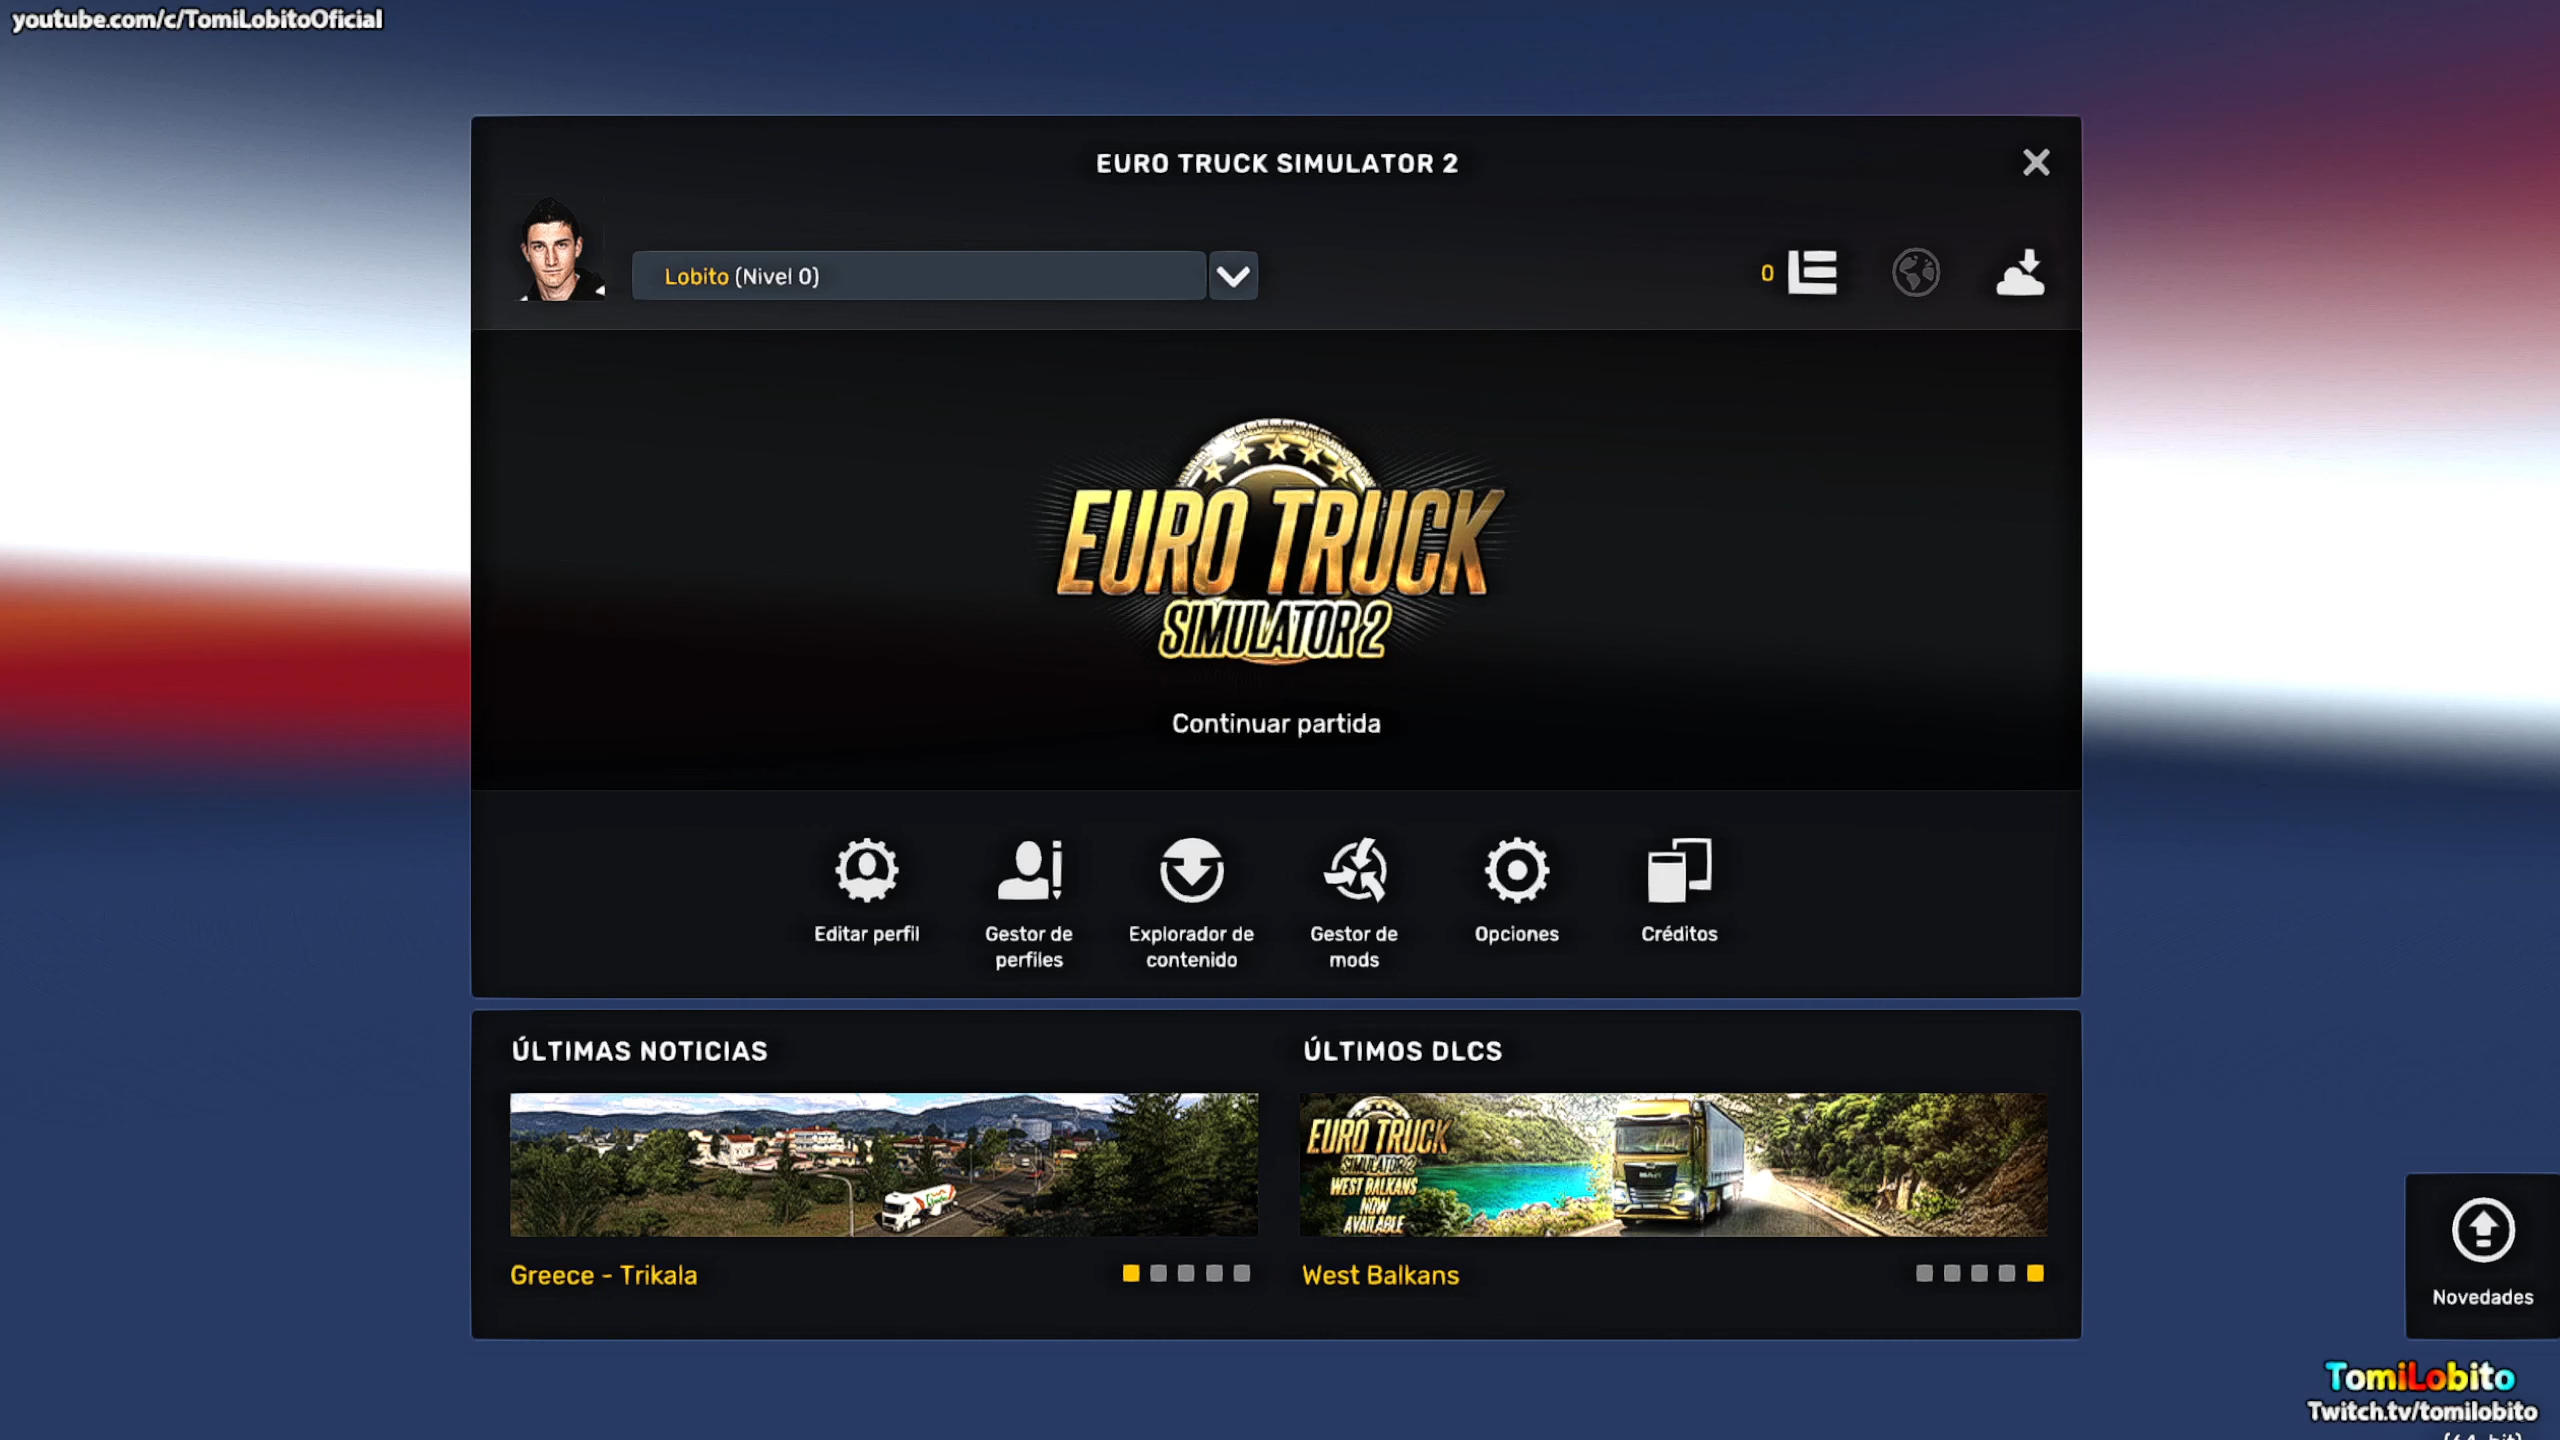 youtube.com/c/TomiLobitoOficial
EURO TRUCK SIMULATOR 2
Lobito (Nivel 0)
0
EURO TRUCK
SIMULATOR 2
Continuar partida
Editar perfil
Gestor de
perfiles
Explorador de
contenido
Gestor de
mods
Opciones
Créditos
ÚLTIMAS NOTICIAS
Greece - Trikala
ÚLTIMOS DLCS
EURO TRUCK
SIMULATOR 2
WEST BALKANS
NOW
AVAILABLE
West Balkans
Novedades
TomiLobito
Twitch.tv/tomilobito